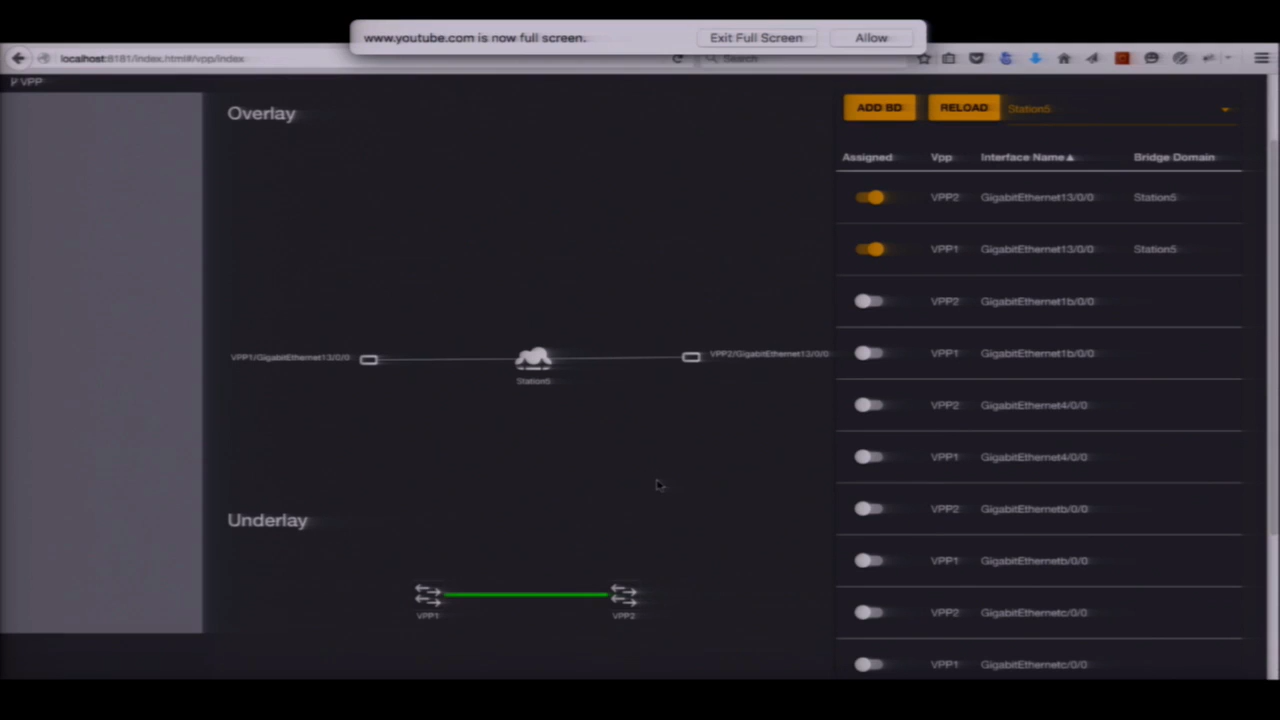 www.youtube.com is now full screen.
Exit Full Screen
Allow
localhost:8181/index.html#/vpp/index
Search
VPP
Overlay
ADD BD
RELOAD
Station5
Assigned Vpp Interface Name▲ Bridge Domain
VPP2 GigabitEthernet13/0/0 Station5
VPP1 GigabitEthernet13/0/0 Station5
VPP2 GigabitEthernet1b/0/0
VPP1 GigabitEthernet1b/0/0
VPP2 GigabitEthernet4/0/0
VPP1 GigabitEthernet4/0/0
VPP2 GigabitEthernetb/0/0
VPP1 GigabitEthernetb/0/0
VPP2 GigabitEthernetc/0/0
VPP1 GigabitEthernetc/0/0
VPP1/GigabitEthernet13/0/0
Station5
VPP2/GigabitEthernet13/0/0
Underlay
VPP1
VPP2